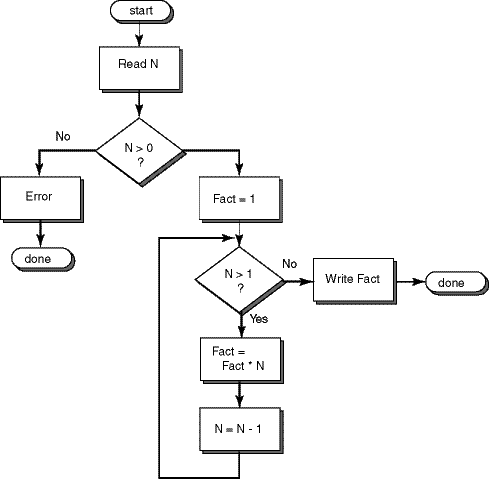 start
Read N
No
N > 0
?
Error
Fact = 1
done
N > 1
?
No
Write Fact
done
Yes
Fact =
Fact * N
N = N - 1